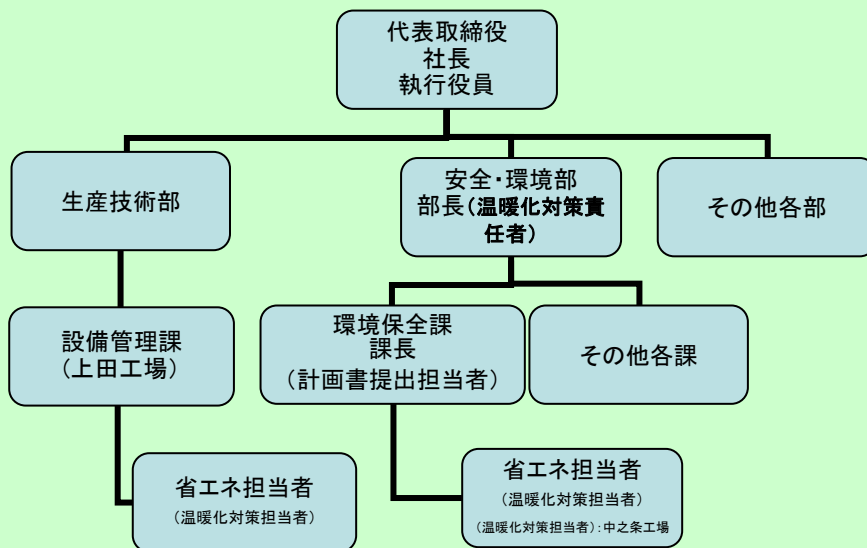 代表取締役
社長
執行役員
生産技術部
安全・環境部
部長(温暖化対策責
任者)
その他各部
設備管理課
(上田工場)
環境保全課
課長
(計画書提出担当者)
その他各課
省エネ担当者
(温暖化対策担当者)
省エネ担当者
(温暖化対策担当者)
(温暖化対策担当者):中之条工場